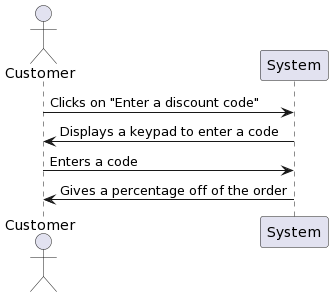 Customer
System
Clicks on "Enter a discount code"
Displays a keypad to enter a code
Enters a code
Gives a percentage off of the order
Customer
System